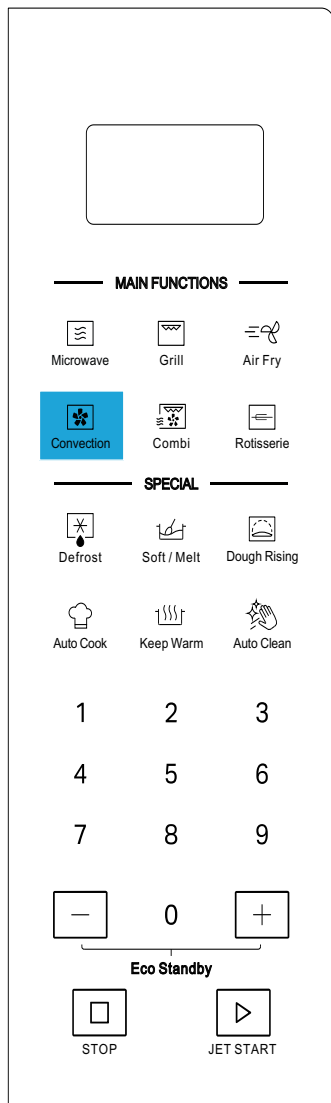 MAIN FUNCTIONS
Microwave Grill Air Fry
Convection Combi Rotisserie
SPECIAL
Defrost Soft / Melt Dough Rising
Auto Cook Keep Warm Auto Clean
1 2 3
4 5 6
7 8 9
— 0 +
Eco Standby
STOP JET START